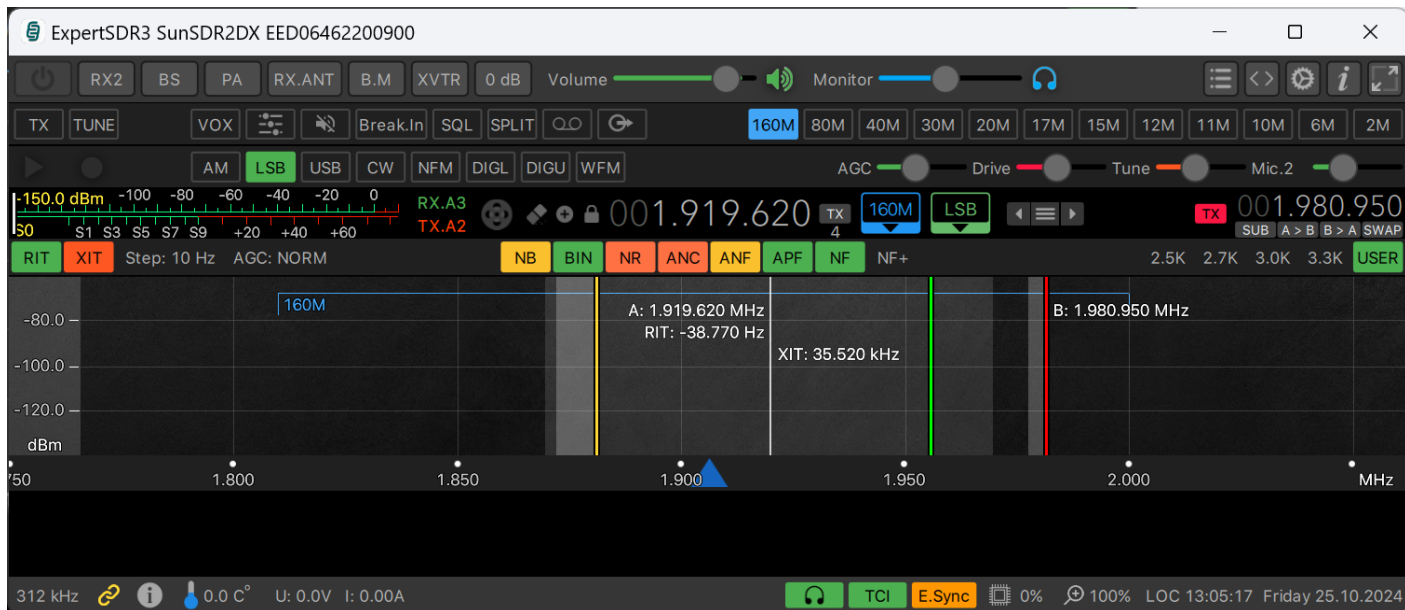 ExpertSDR3 SunSDR2DX EED06462200900
RX2 BS PA RX.ANT B.M XVTR 0 dB Volume Monitor
TX TUNE VOX Break.In SQL SPLIT 160M 80M 40M 30M 20M 17M 15M 12M 11M 10M 6M 2M
AM LSB USB CW NFM DIGL DIGU WFM AGC Drive Tune Mic.2
-150.0 dBm -100 -80 -60 -40 -20 0 RX.A3 001.919.620 TX 160M LSB TX 001.980.950
S0 S1 S3 S5 S7 S9 +20 +40 +60 TX.A2 4 SUB A > B B > A SWAP
RIT XIT Step: 10 Hz AGC: NORM NB BIN NR ANC ANF APF NF NF+ 2.5K 2.7K 3.0K 3.3K USER
160M A: 1.919.620 MHz B: 1.980.950 MHz
-80.0
RIT: -38.770 Hz
XIT: 35.520 kHz
-100.0
-120.0
dBm
750 1.800 1.850 1.900 1.950 2.000 MHz
312 kHz 0.0 C° U: 0.0V I: 0.00A TCI E.Sync 0% 100% LOC 13:05:17 Friday 25.10.2024